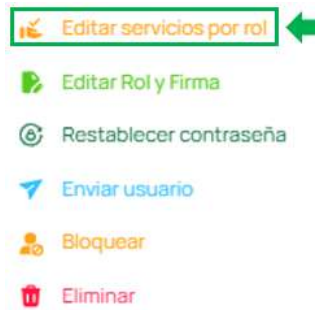 Editar servicios por rol
Editar Rol y Firma
Restablecer contraseña
Enviar usuario
Bloquear
Eliminar